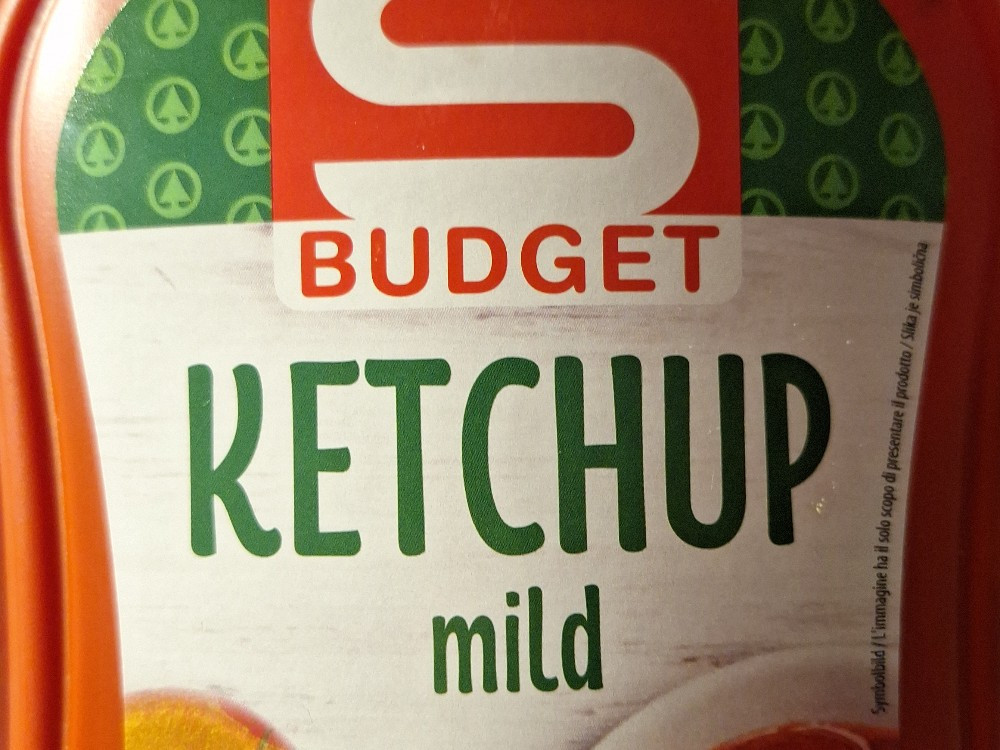 S
BUDGET
KETCHUP
mild
Symbolbild / L'immagine ha il solo scopo di presentare il prodotto / Slika je simbolična